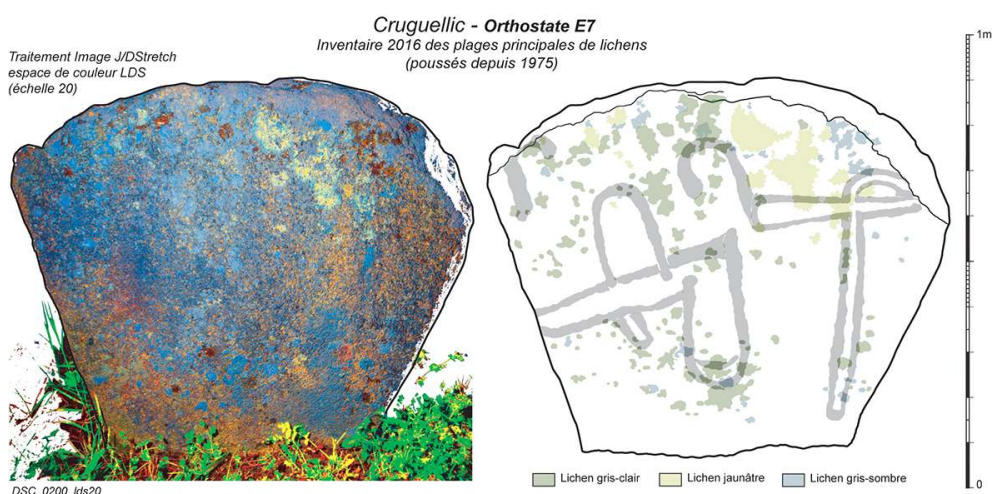 Cruguellic - Orthostate E7
Inventaire 2016 des plages principales de lichens
(poussés depuis 1975)
Traitement Image J/DStretch
espace de couleur LDS
(échelle 20)
1m
0
Lichen gris-clair
Lichen jaunâtre
Lichen gris-sombre
DSC_0200_lds20